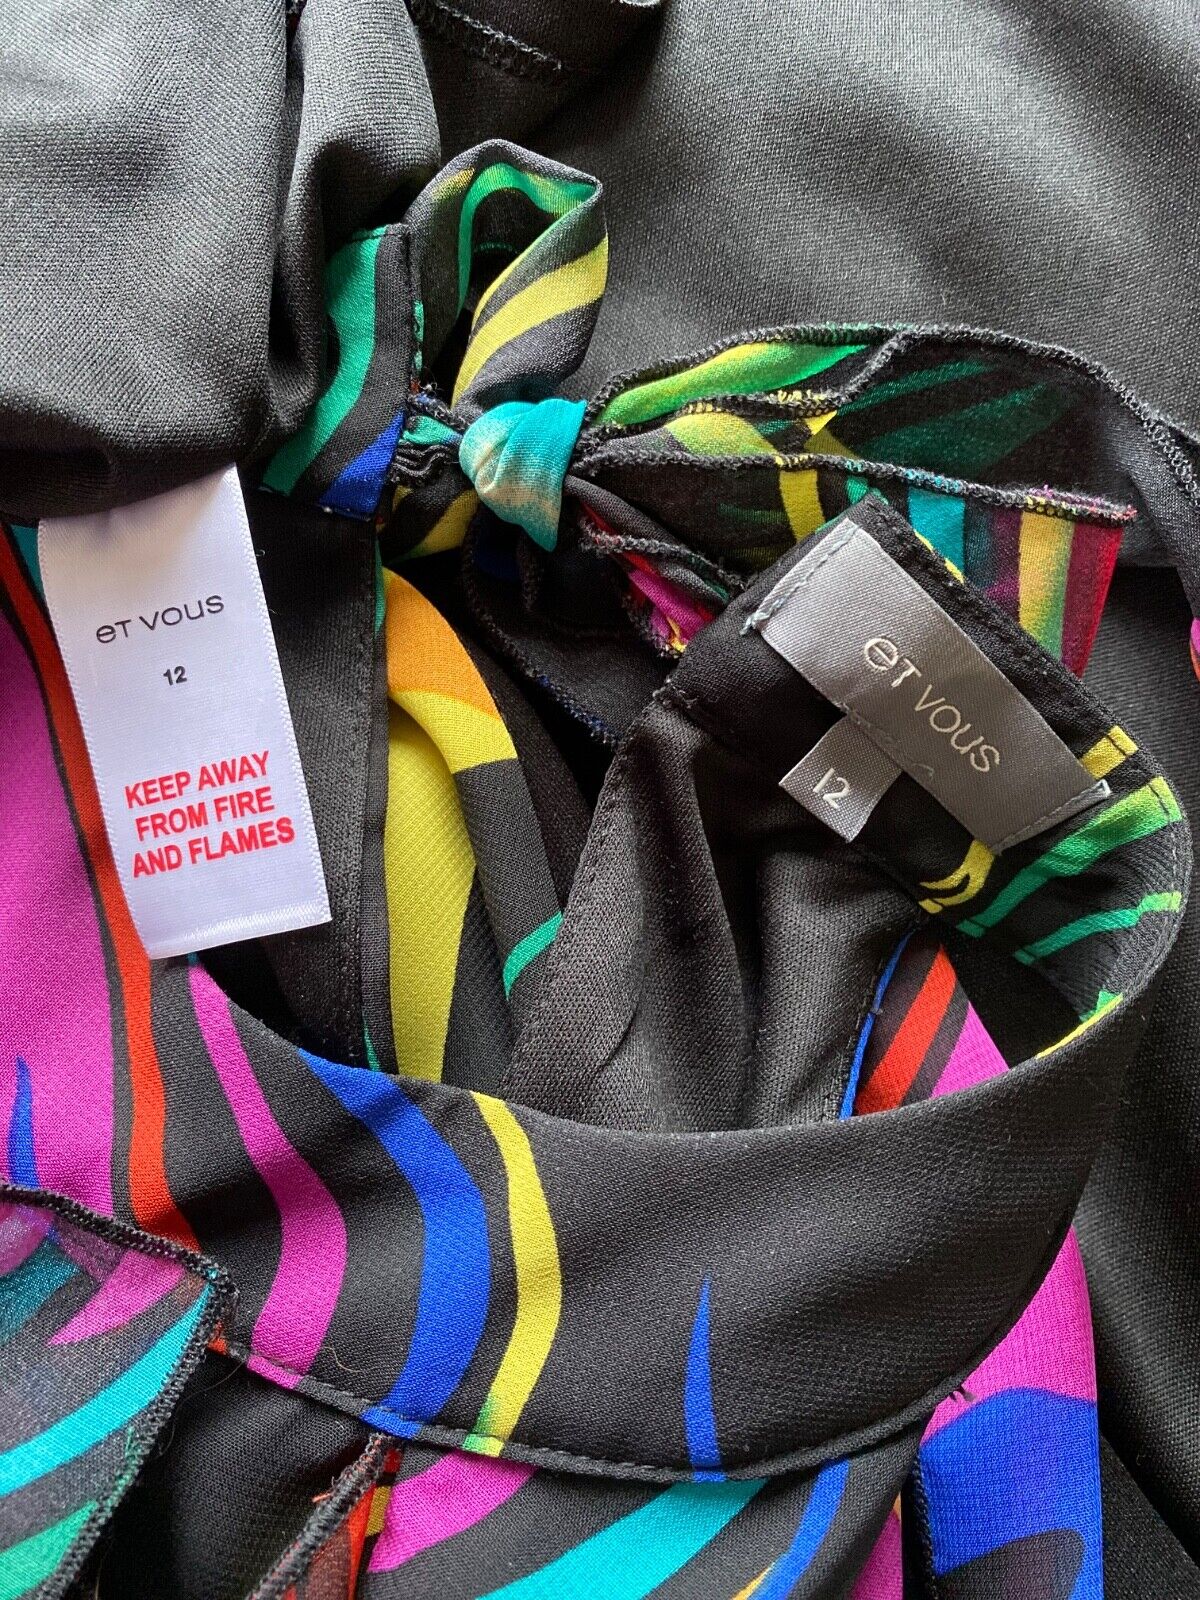 eT VOUS
12
KEEP AWAY
FROM FIRE
AND FLAMES
eT VOUS
12